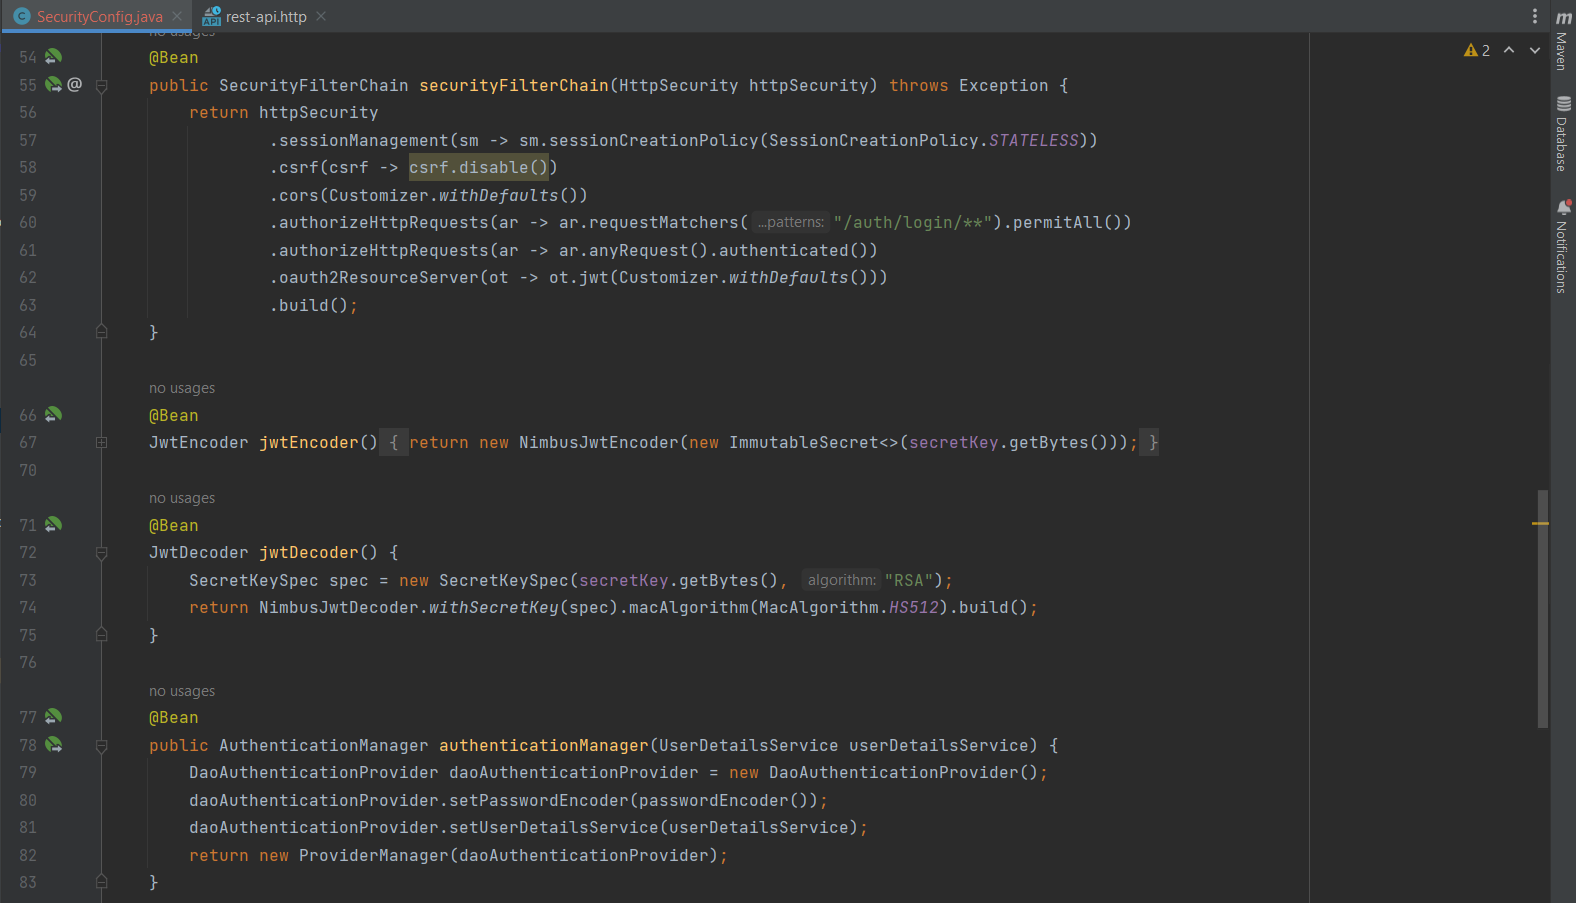 SecurityConfig.java
rest-api.http
no usages
54 @Bean
55 @ public SecurityFilterChain securityFilterChain(HttpSecurity httpSecurity) throws Exception {
56 return httpSecurity
57 .sessionManagement(sm -> sm.sessionCreationPolicy(SessionCreationPolicy.STATELESS))
58 .csrf(csrf -> csrf.disable())
59 .cors(Customizer.withDefaults())
60 .authorizeHttpRequests(ar -> ar.requestMatchers( ...patterns: "/auth/login/**").permitAll())
61 .authorizeHttpRequests(ar -> ar.anyRequest().authenticated())
62 .oauth2ResourceServer(ot -> ot.jwt(Customizer.withDefaults()))
63 .build();
64 }
65
no usages
66 @Bean
67 JwtEncoder jwtEncoder() { return new NimbusJwtEncoder(new ImmutableSecret<>(secretKey.getBytes())); }
70
no usages
71 @Bean
72 JwtDecoder jwtDecoder() {
73 SecretKeySpec spec = new SecretKeySpec(secretKey.getBytes(), algorithm: "RSA");
74 return NimbusJwtDecoder.withSecretKey(spec).macAlgorithm(MacAlgorithm.HS512).build();
75 }
76
no usages
77 @Bean
78 public AuthenticationManager authenticationManager(UserDetailsService userDetailsService) {
79 DaoAuthenticationProvider daoAuthenticationProvider = new DaoAuthenticationProvider();
80 daoAuthenticationProvider.setPasswordEncoder(passwordEncoder());
81 daoAuthenticationProvider.setUserDetailsService(userDetailsService);
82 return new ProviderManager(daoAuthenticationProvider);
83 }
2
m
Maven
Database
Notifications